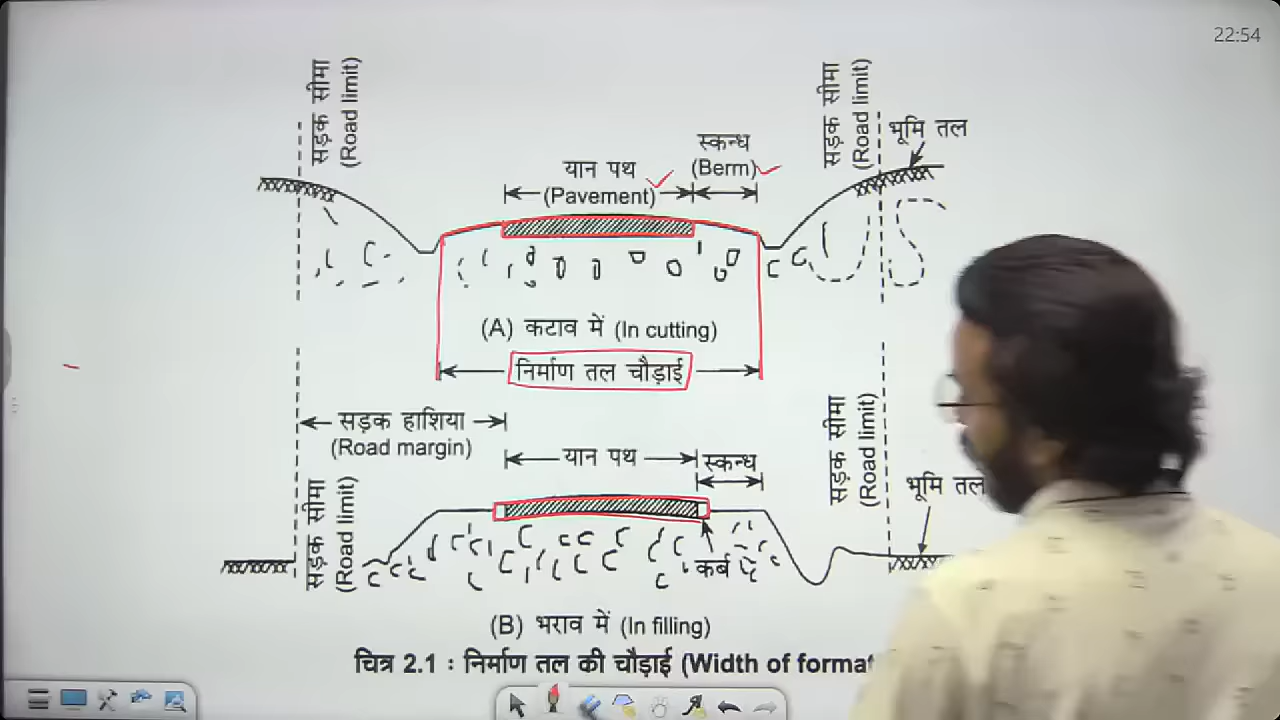 22:54
सड़क सीमा
(Road limit)
सड़क सीमा
(Road limit)
भूमि तल
स्कन्ध
(Berm)
यान पथ
(Pavement)
(A) कटाव में (In cutting)
निर्माण तल चौड़ाई
सड़क हाशिया
(Road margin)
यान पथ
स्कन्ध
सड़क सीमा
(Road limit)
सड़क सीमा
(Road limit)
भूमि तल
कर्ब
(B) भराव में (In filling)
चित्र 2.1 : निर्माण तल की चौड़ाई (Width of